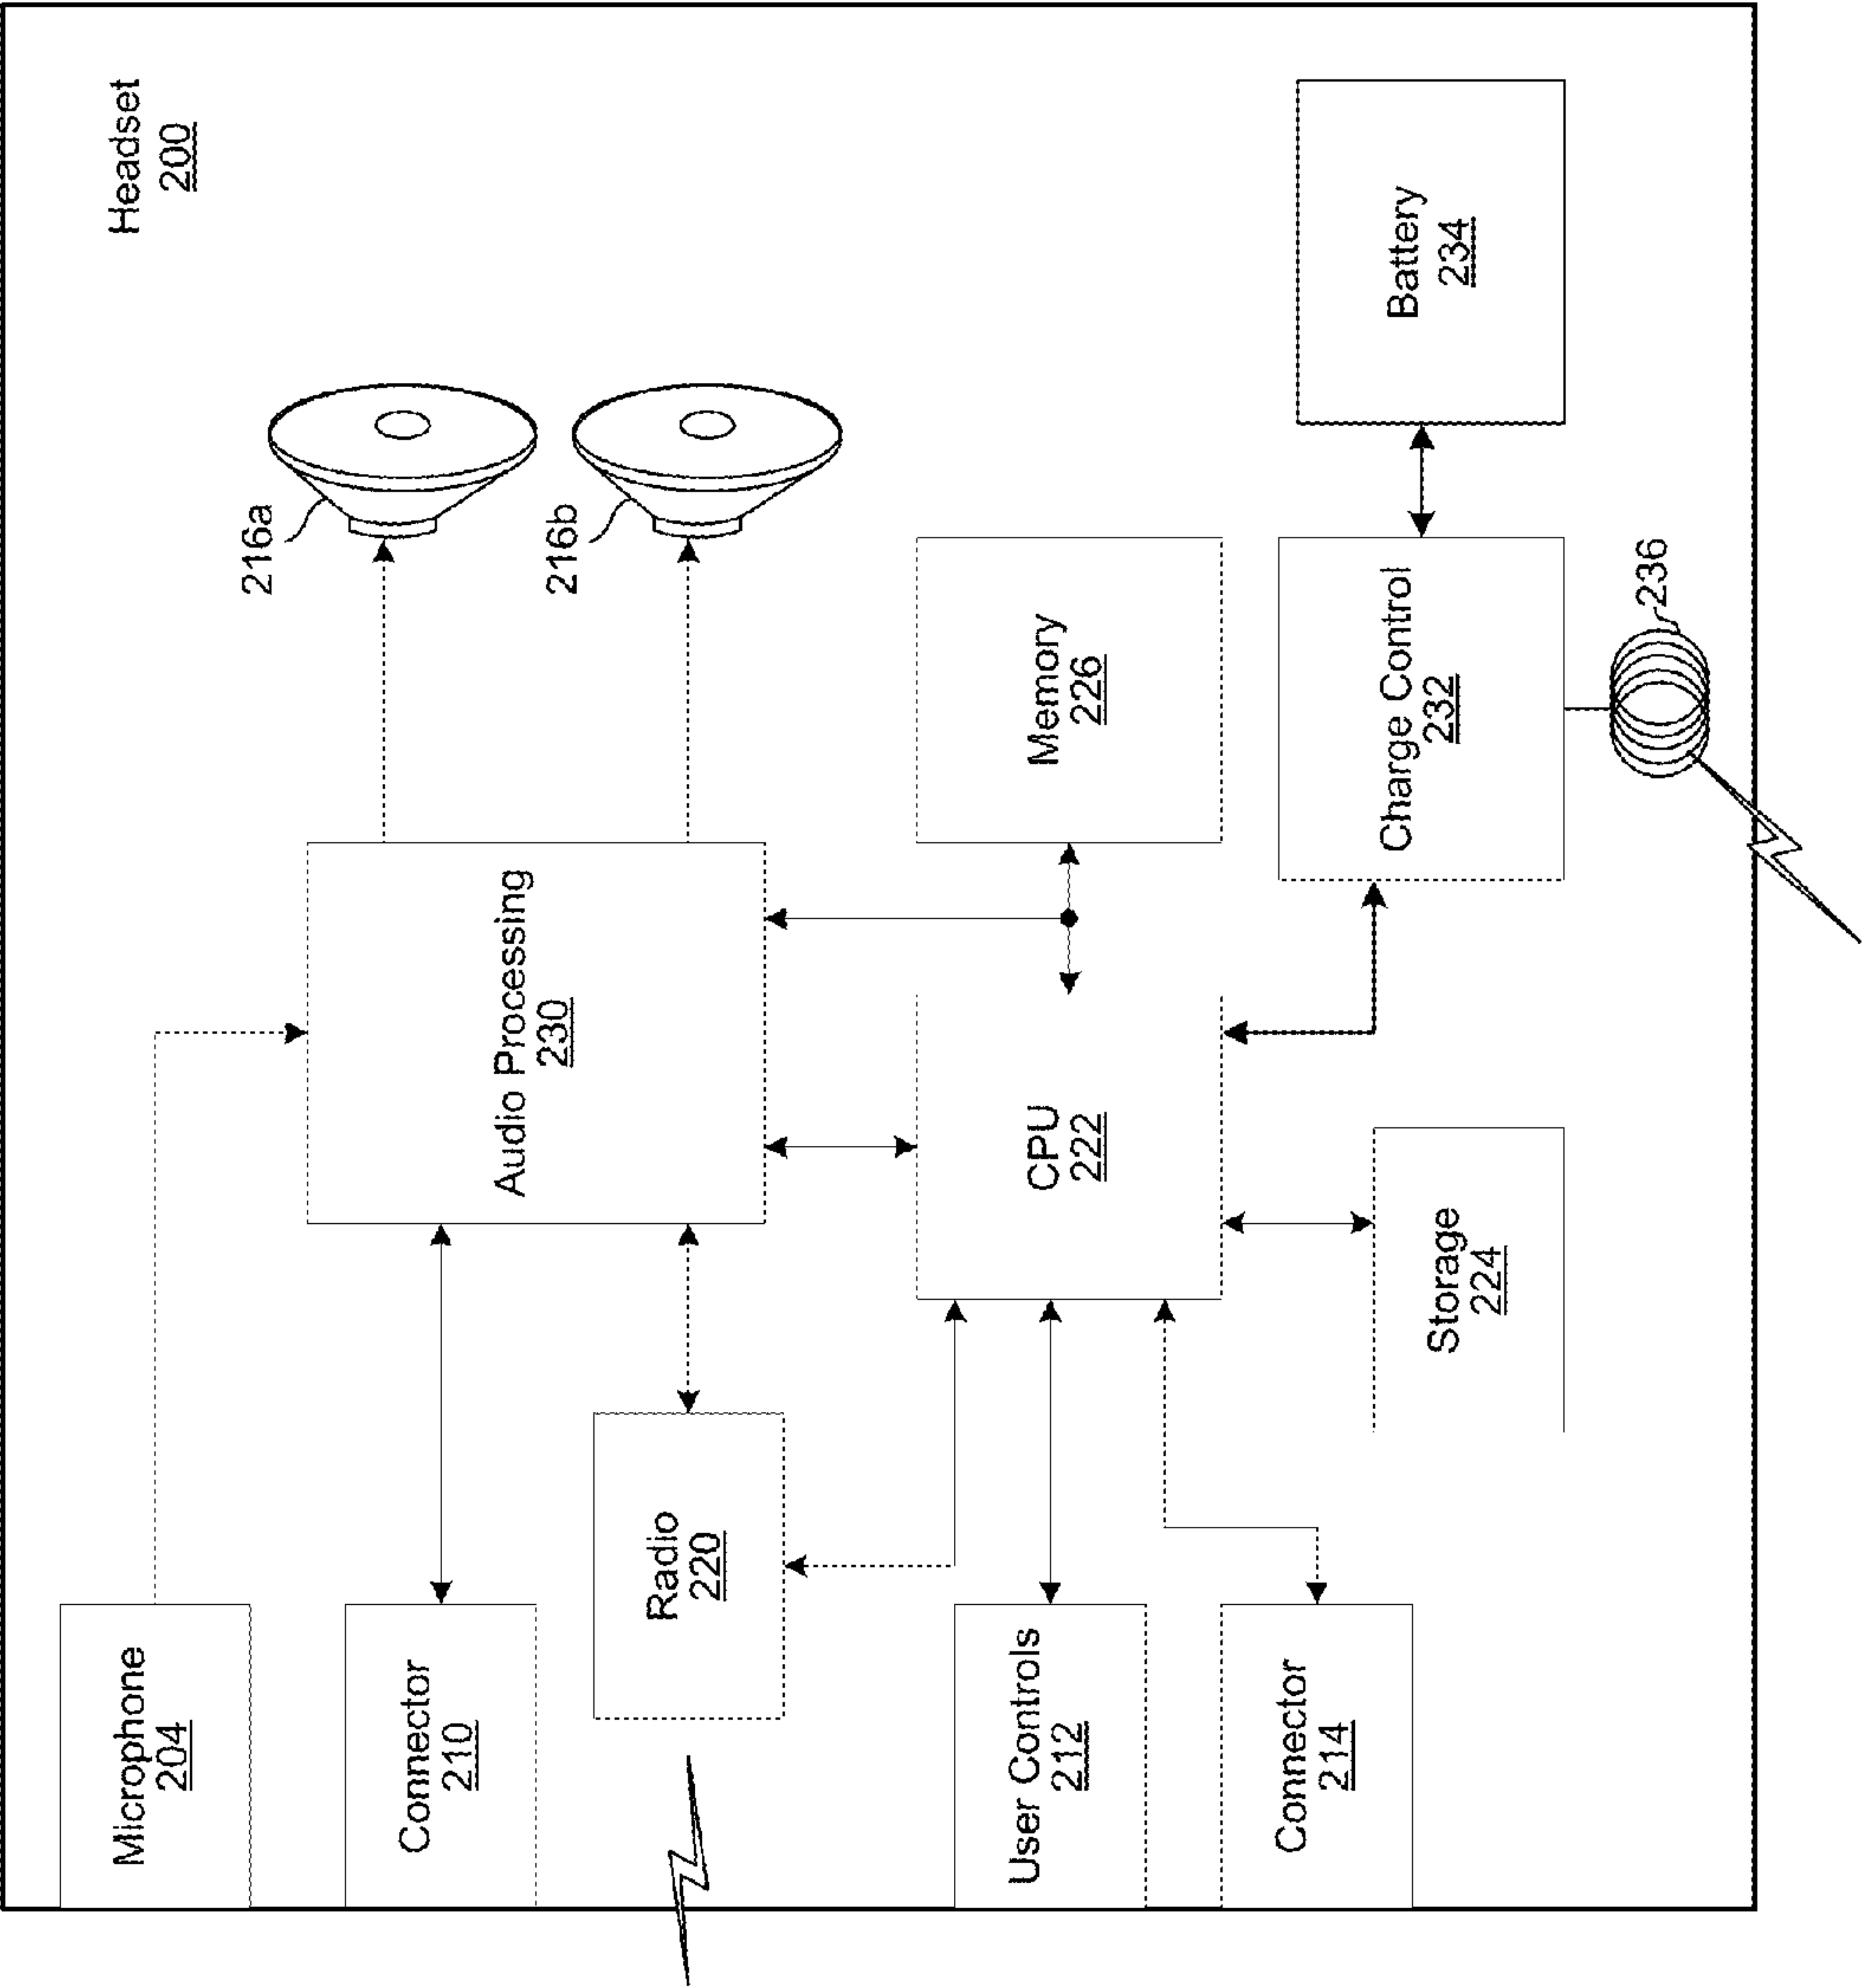 Headset
200
Microphone
204
Connector
210
Radio
220
User Controls
212
Connector
214
Audio Processing
230
CPU
222
Storage
224
216a
216b
Memory
226
Charge Control
232
236
Battery
234